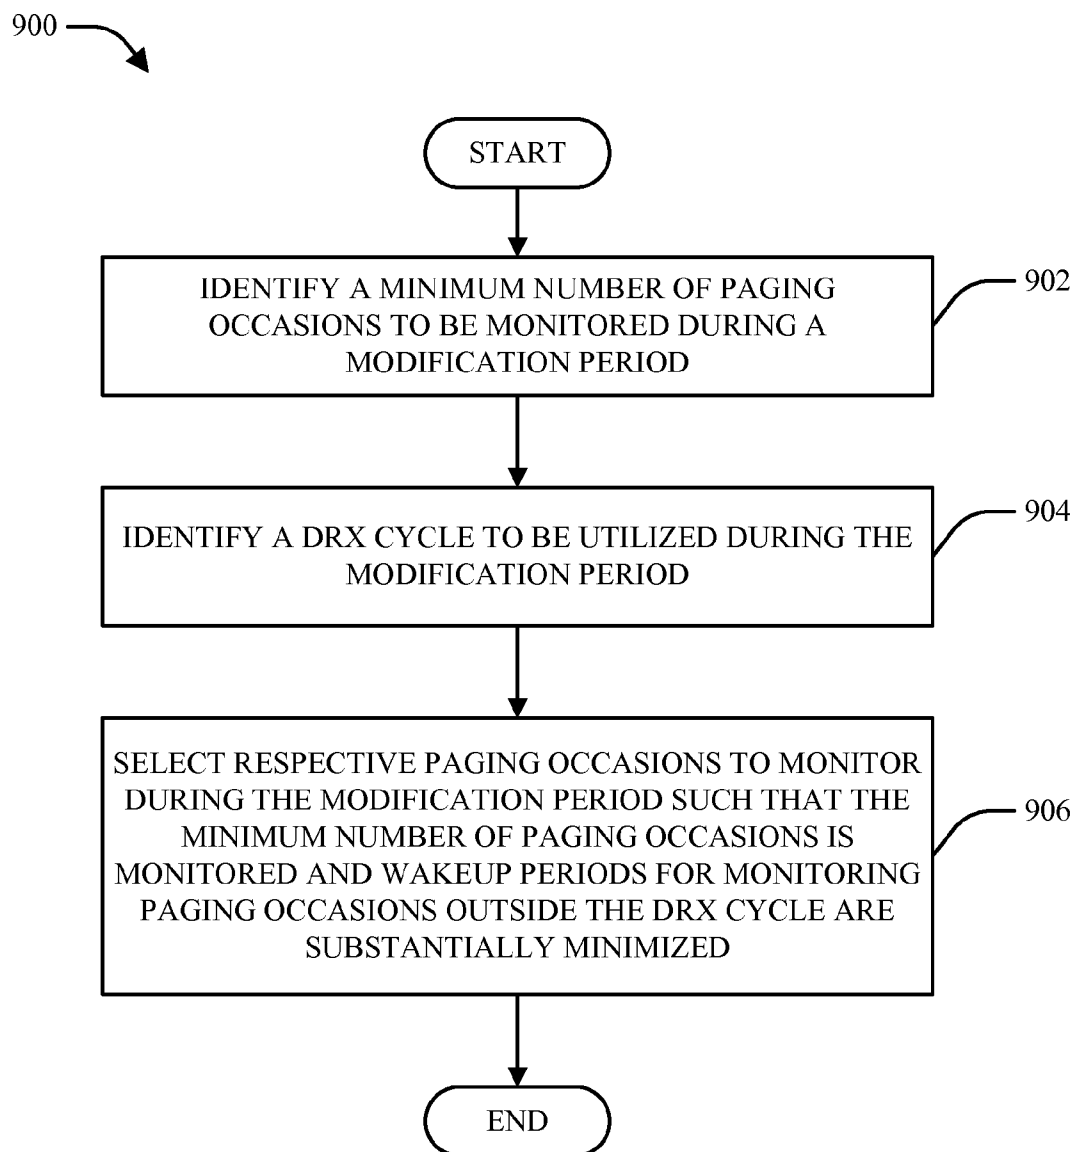 900
START
IDENTIFY A MINIMUM NUMBER OF PAGING
OCCASIONS TO BE MONITORED DURING A
MODIFICATION PERIOD
902
IDENTIFY A DRX CYCLE TO BE UTILIZED DURING THE
MODIFICATION PERIOD
904
SELECT RESPECTIVE PAGING OCCASIONS TO MONITOR
DURING THE MODIFICATION PERIOD SUCH THAT THE
MINIMUM NUMBER OF PAGING OCCASIONS IS
MONITORED AND WAKEUP PERIODS FOR MONITORING
PAGING OCCASIONS OUTSIDE THE DRX CYCLE ARE
SUBSTANTIALLY MINIMIZED
906
END